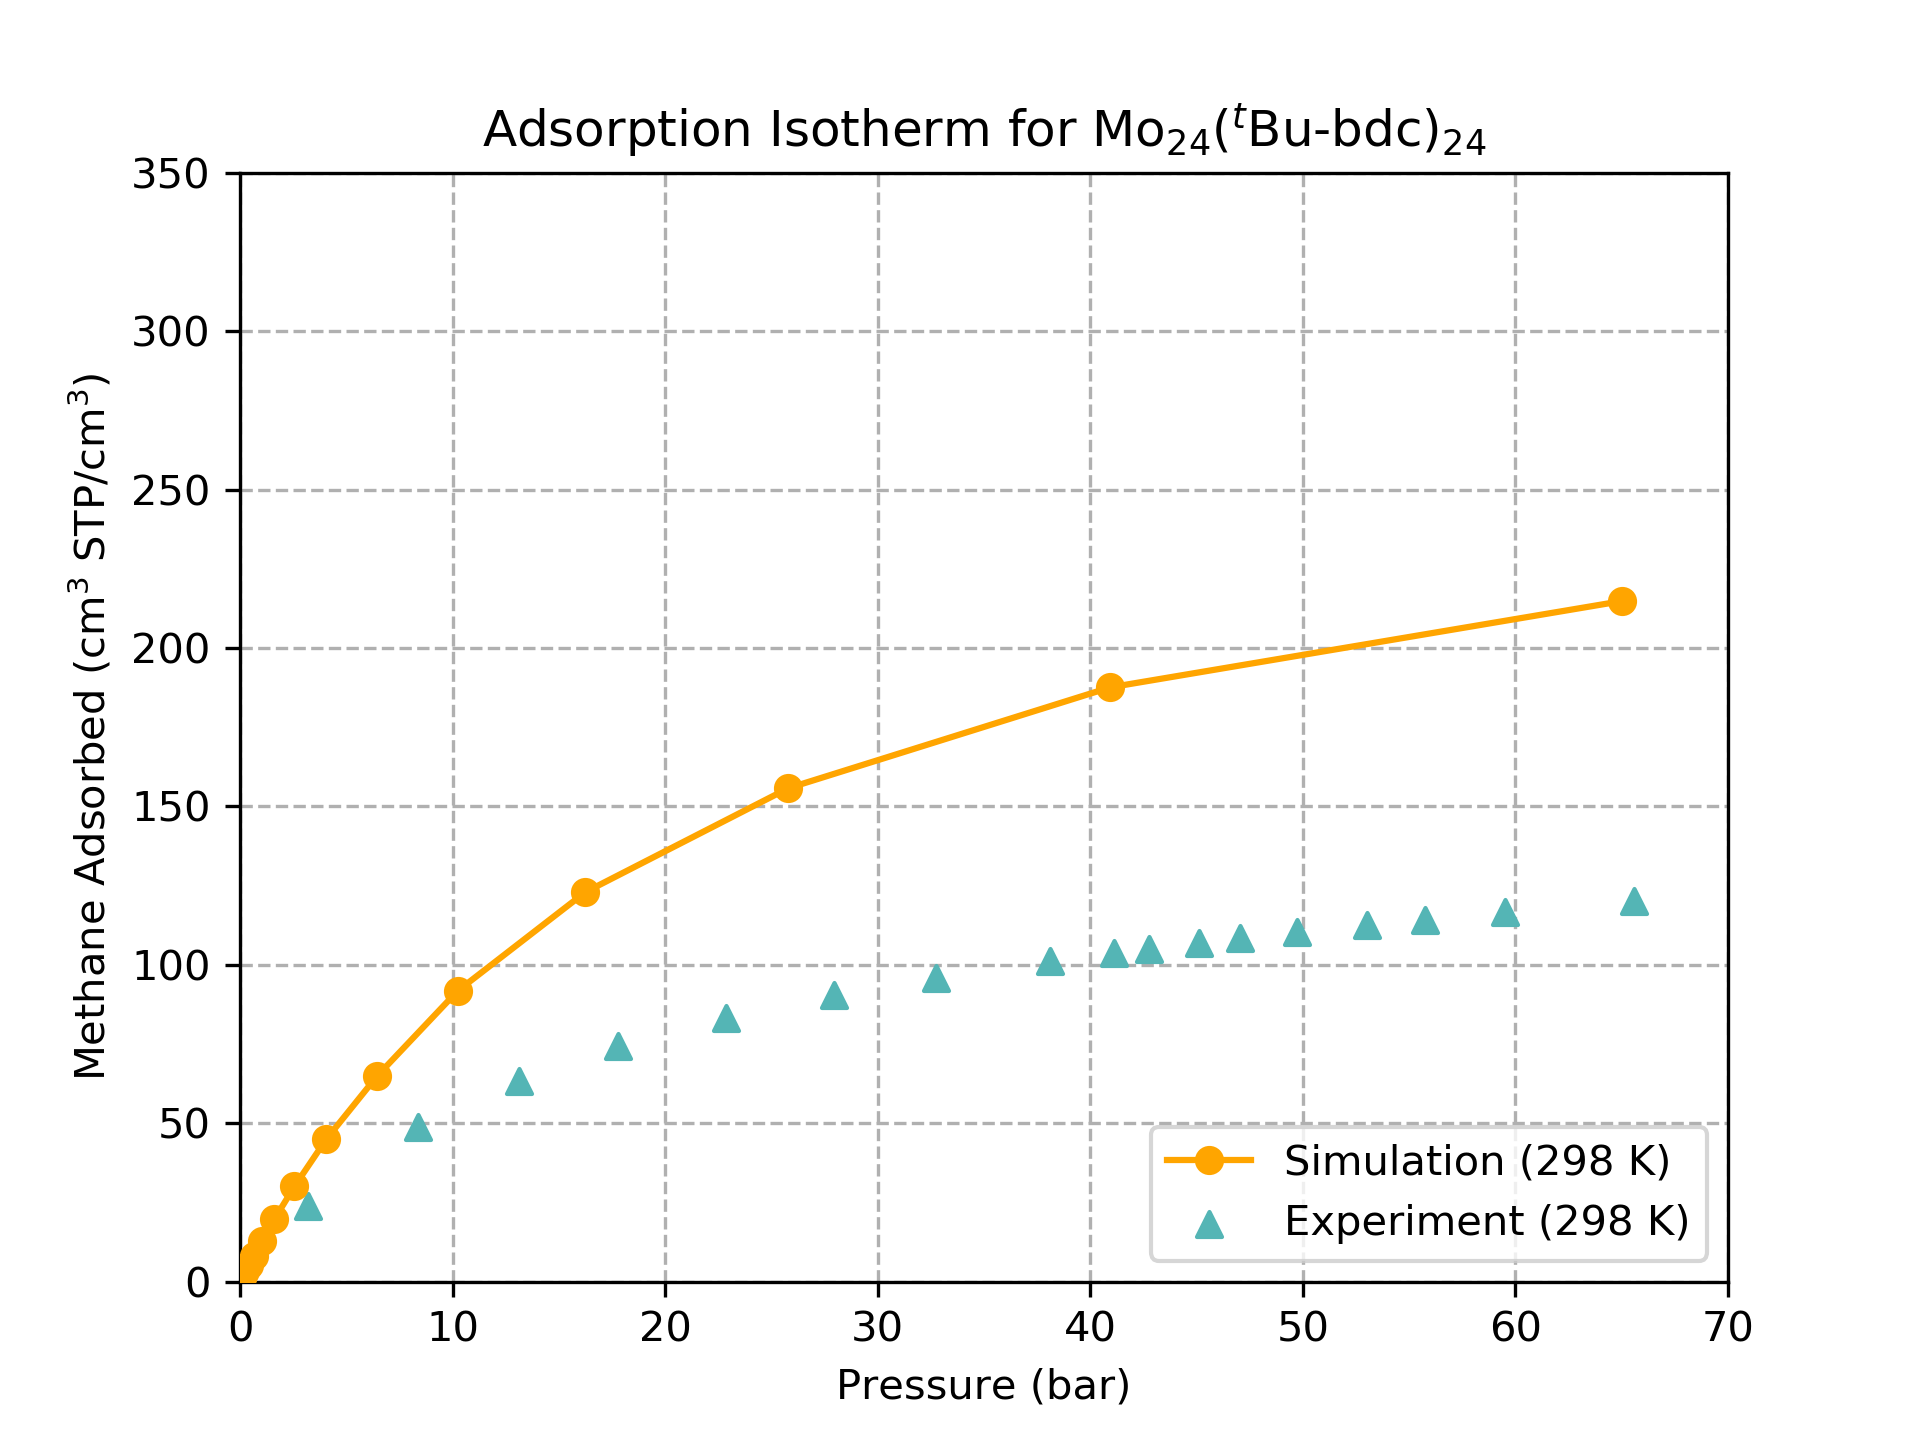 Adsorption Isotherm for Mo₂₄(ᵗBu-bdc)₂₄
350
300
250
200
150
100
50
0
Methane Adsorbed (cm³ STP/cm³)
0 10 20 30 40 50 60 70
Pressure (bar)
Simulation (298 K)
Experiment (298 K)